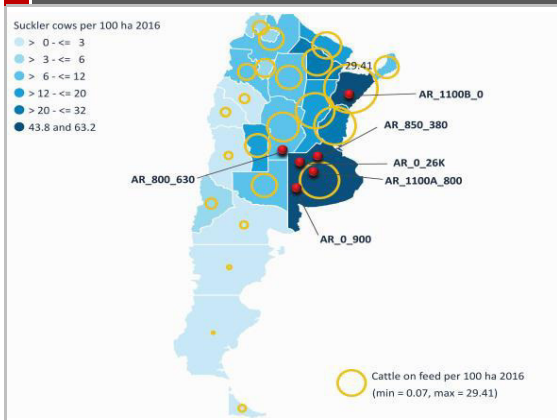 Suckler cows per 100 ha 2016
> 0 - <= 3
> 3 - <= 6
> 6 - <= 12
> 12 - <= 20
> 20 - <= 32
43.8 and 63.2
29.41
AR_1100B_0
AR_850_380
AR_0_26K
AR_800_630
AR_1100A_800
AR_0_900
Cattle on feed per 100 ha 2016
(min = 0.07, max = 29.41)